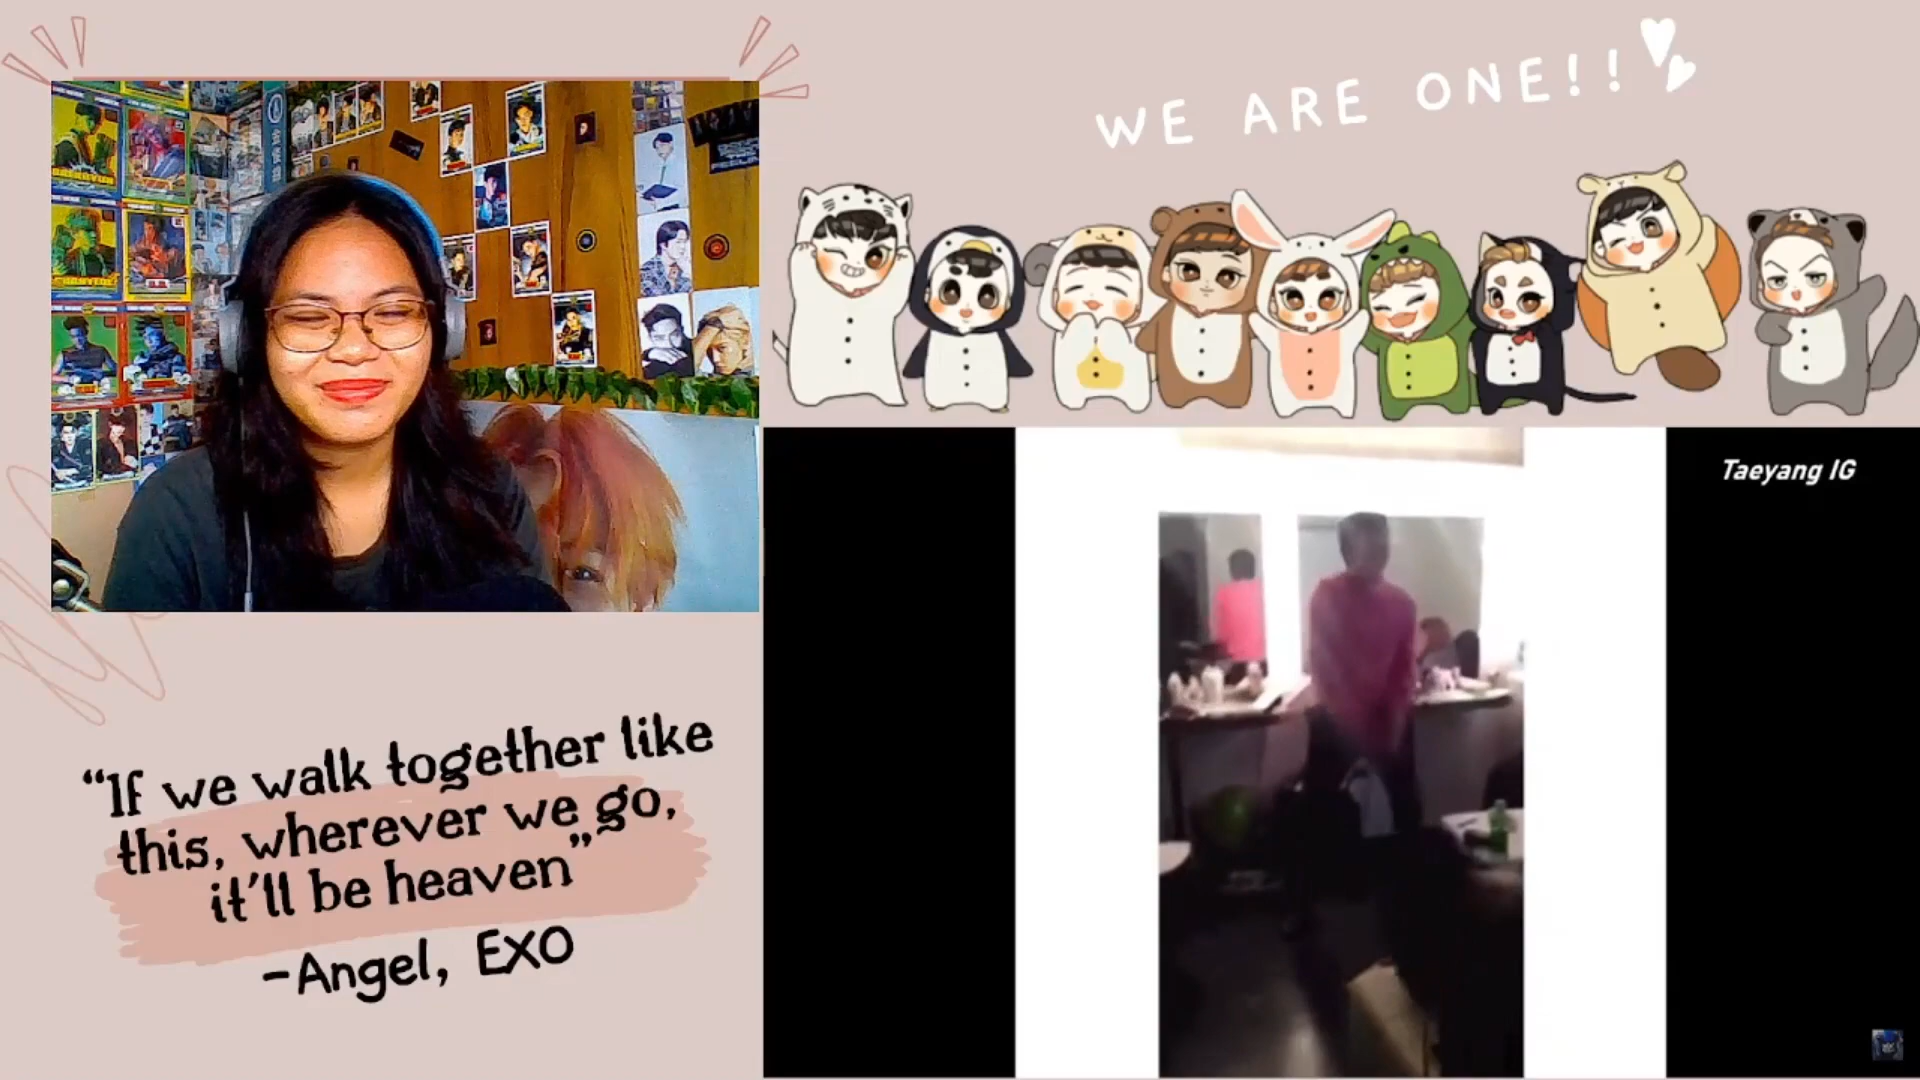 WE ARE ONE!!
Taeyang IG
“If we walk together like
this, wherever we go,
it'll be heaven”
-Angel, EXO